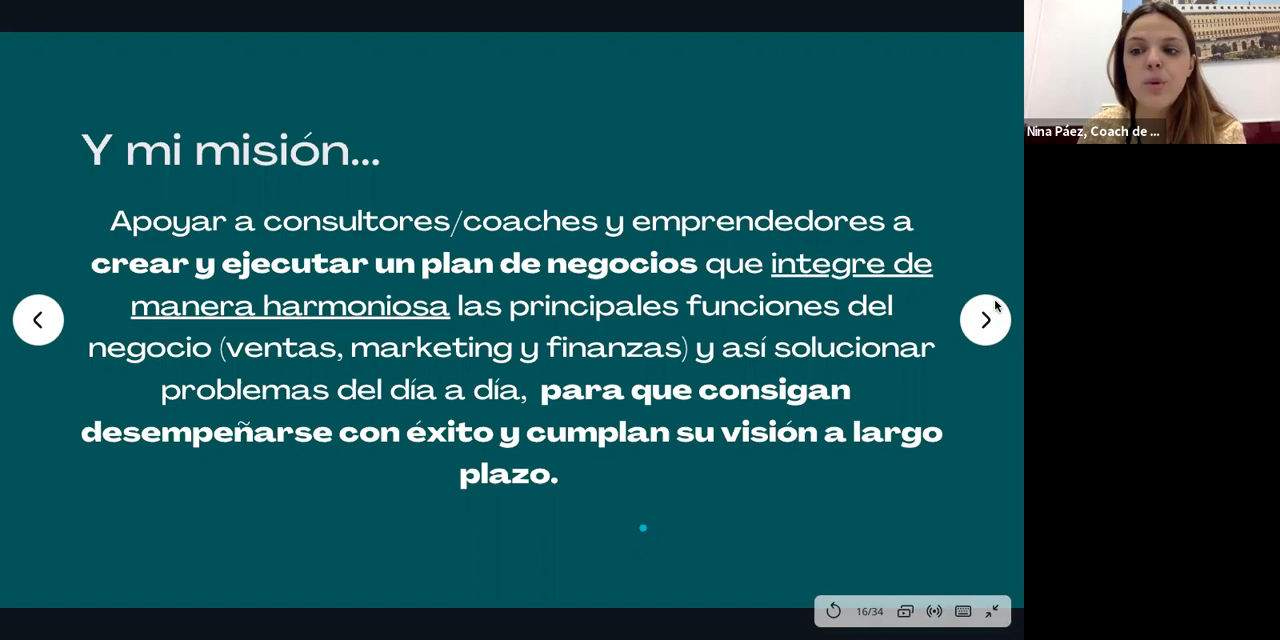 Y mi misión...
Apoyar a consultores/coaches y emprendedores a
crear y ejecutar un plan de negocios que integre de
manera harmoniosa las principales funciones del
negocio (ventas, marketing y finanzas) y así solucionar
problemas del día a día, para que consigan
desempeñarse con éxito y cumplan su visión a largo
plazo.
16/34
Nina Páez, Coach de ...